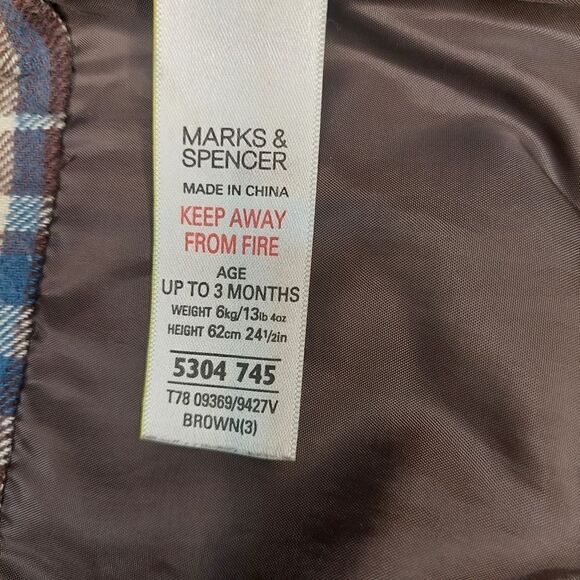 MARKS &
SPENCER
MADE IN CHINA
KEEP AWAY
FROM FIRE
AGE
UP TO 3 MONTHS
WEIGHT 6kg/13lb 4oz
HEIGHT 62cm 24½in
5304 745
T78 09369/9427V
BROWN(3)